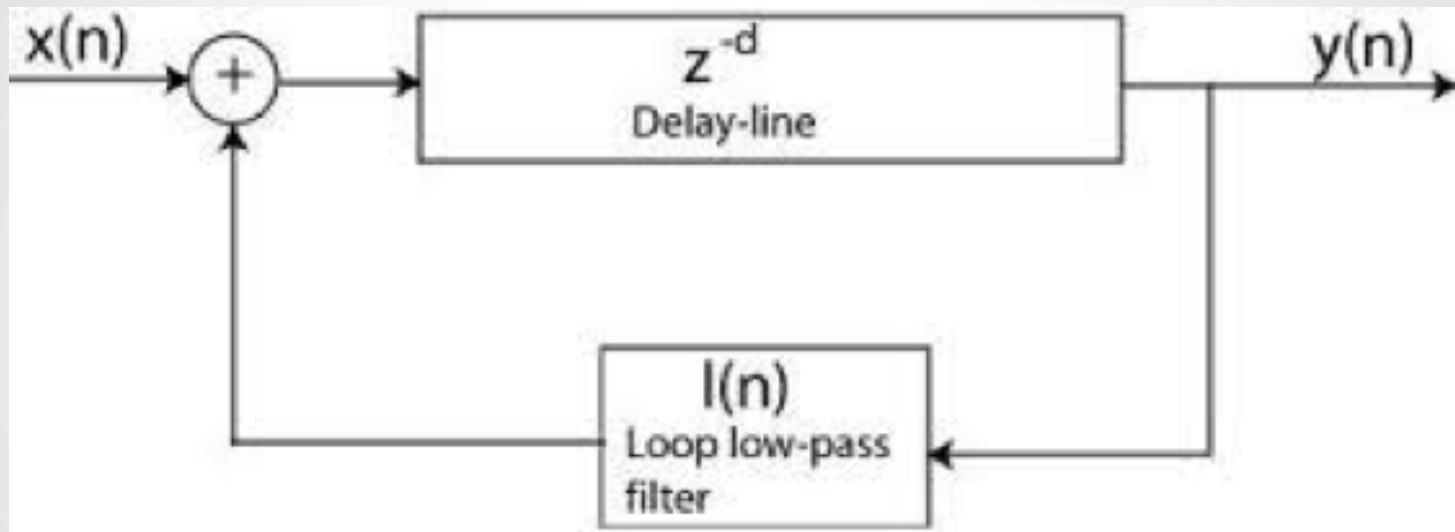 x(n)
+
z^-d
Delay-line
y(n)
l(n)
Loop low-pass
filter